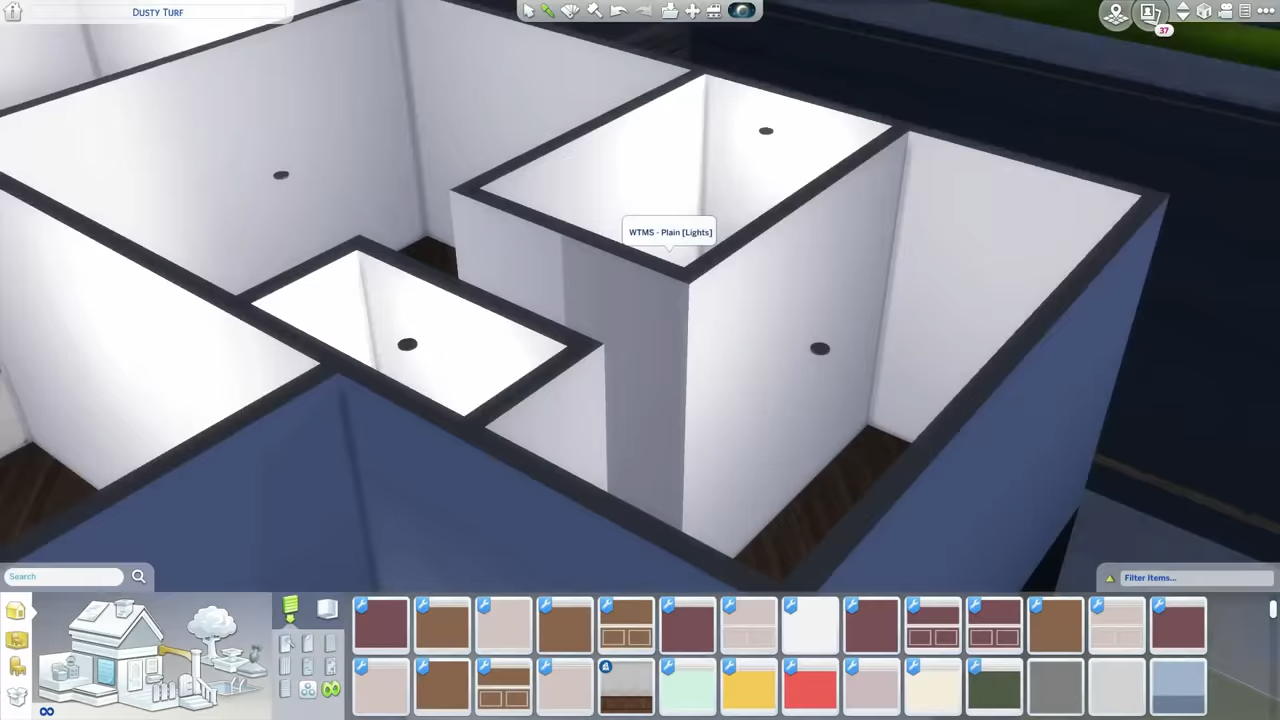 DUSTY TURF
37
WTMS - Plain [Lights]
Search
Filter Items...